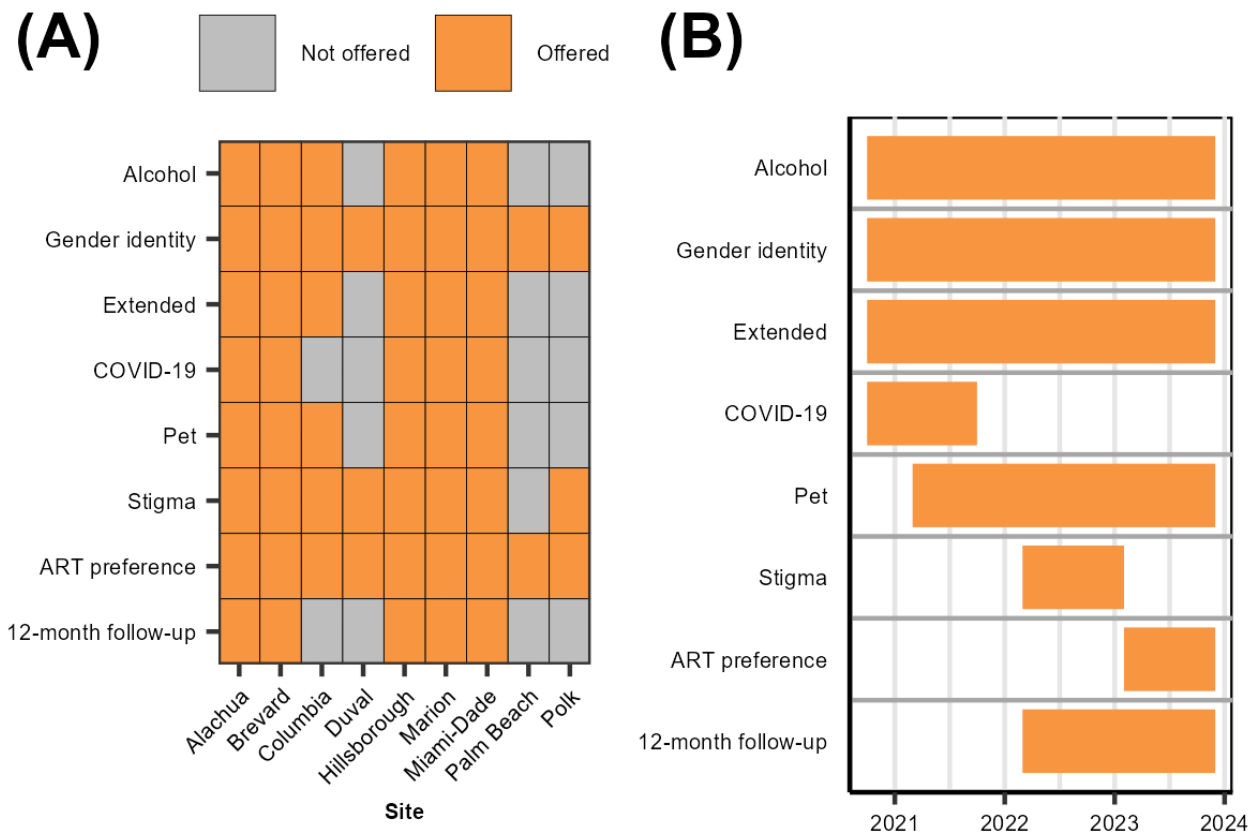 (A)
Not offered
Offered
Alcohol
Gender identity
Extended
COVID-19
Pet
Stigma
ART preference
12-month follow-up
Alachua
Brevard
Columbia
Duval
Hillsborough
Marion
Miami-Dade
Palm Beach
Polk
Site
(B)
Alcohol
Gender identity
Extended
COVID-19
Pet
Stigma
ART preference
12-month follow-up
2021
2022
2023
2024